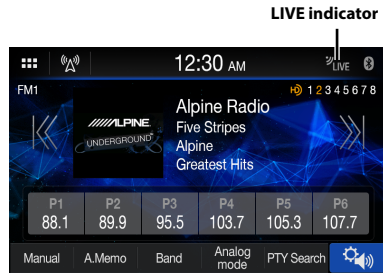 LIVE indicator
12:30 AM
LIVE
FM1
HD 1 2 3 4 5 6 7 8
Alpine Radio
Five Stripes
Alpine
Greatest Hits
ALPINE
UNDERGROUND
P1 P2 P3 P4 P5 P6
88.1 89.9 95.5 103.7 105.3 107.7
Manual A.Memo Band Analog mode PTY Search